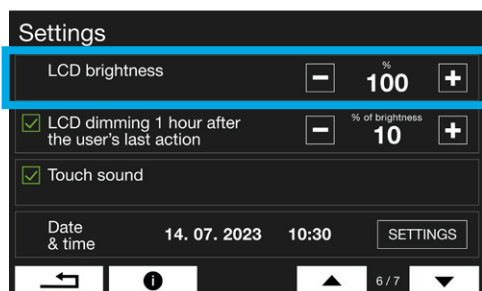 Settings
LCD brightness
%
− 100 +
LCD dimming 1 hour after
the user's last action
% of brightness
− 10 +
Touch sound
Date
& time
14. 07. 2023 10:30 SETTINGS
i 6/7